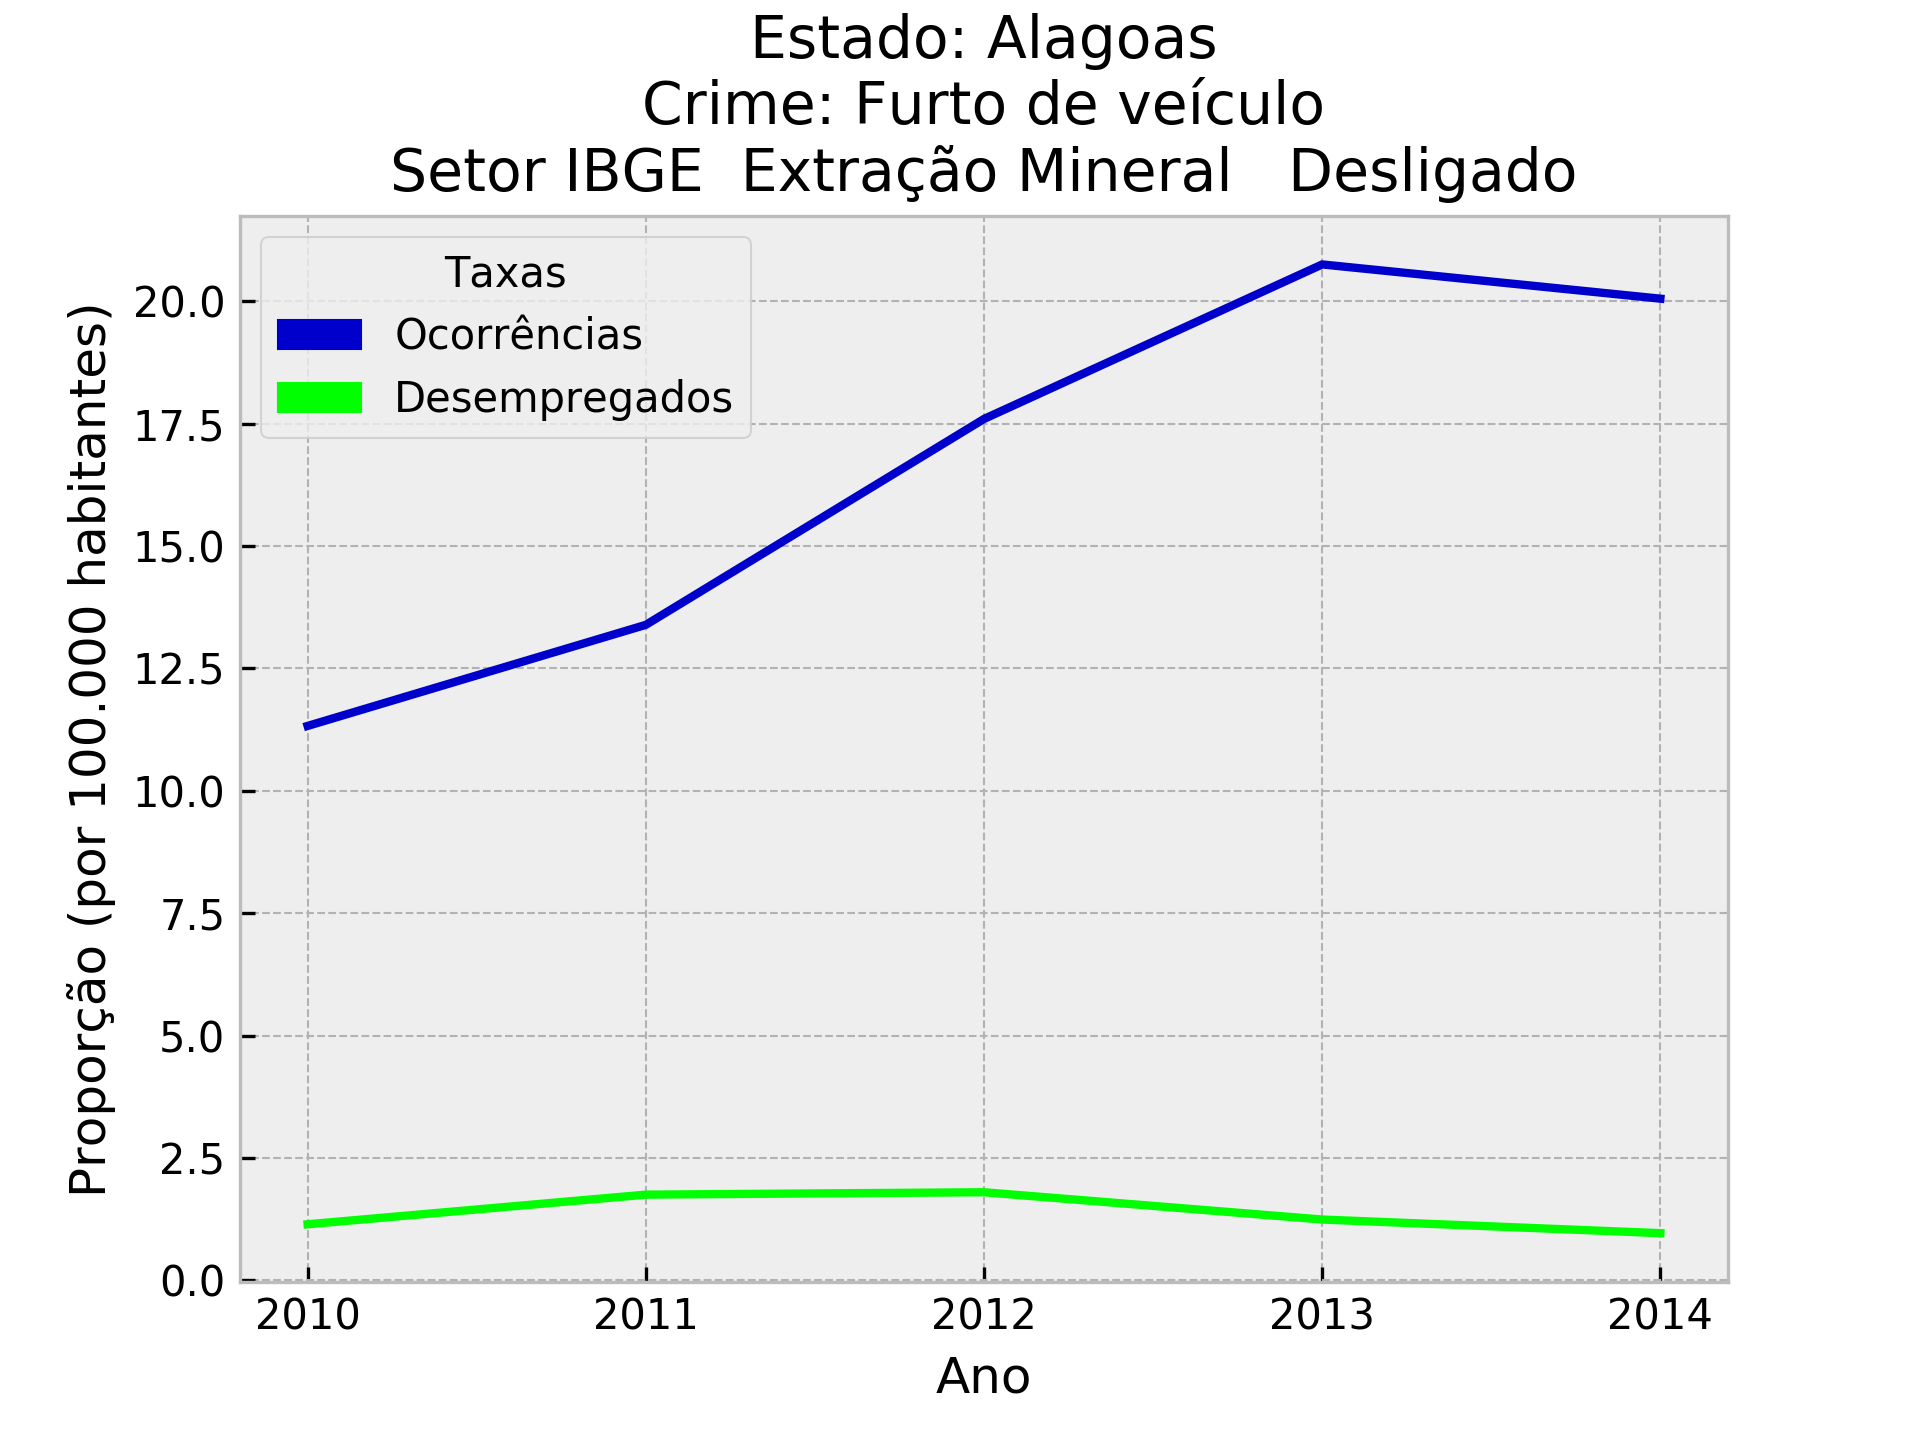 Estado: Alagoas
Crime: Furto de veículo
Setor IBGE  Extração Mineral   Desligado
Taxas
Ocorrências
Desempregados
Proporção (por 100.000 habitantes)
20.0
17.5
15.0
12.5
10.0
7.5
5.0
2.5
0.0
2010 2011 2012 2013 2014
Ano